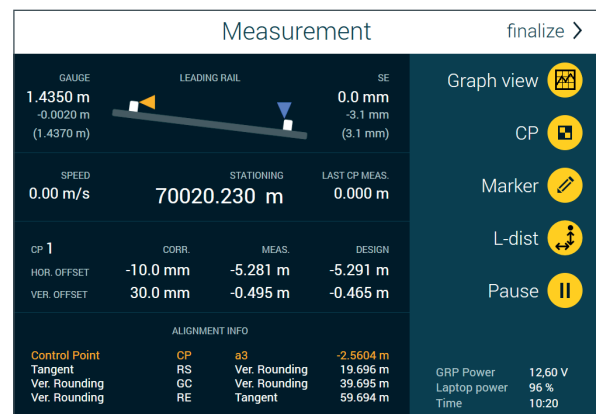 Measurement
finalize
GAUGE LEADING RAIL SE
1.4350 m 0.0 mm
-0.0020 m -3.1 mm
(1.4370 m) (3.1 mm)
SPEED STATIONING LAST CP MEAS.
0.00 m/s 70020.230 m 0.000 m
CP 1 CORR. MEAS. DESIGN
HOR. OFFSET -10.0 mm -5.281 m -5.291 m
VER. OFFSET 30.0 mm -0.495 m -0.465 m
ALIGNMENT INFO
Control Point CP a3 -2.5604 m
Tangent RS Ver. Rounding 19.696 m
Ver. Rounding GC Ver. Rounding 39.695 m
Ver. Rounding RE Tangent 59.694 m
Graph view
CP
Marker
L-dist
Pause
GRP Power 12,60 V
Laptop power 96 %
Time 10:20